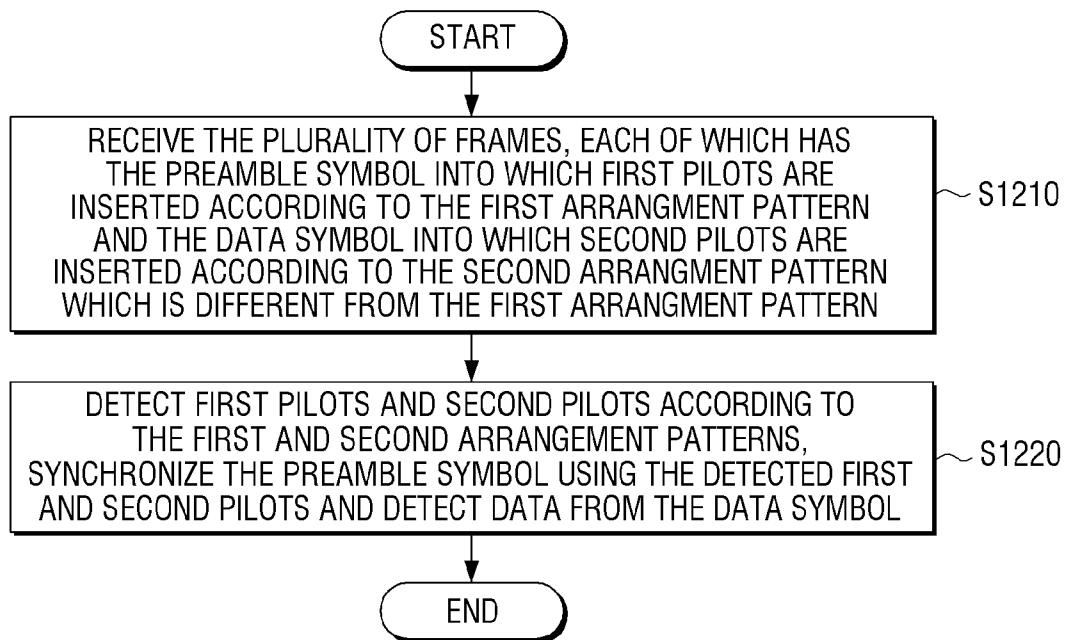 START
RECEIVE THE PLURALITY OF FRAMES, EACH OF WHICH HAS
THE PREAMBLE SYMBOL INTO WHICH FIRST PILOTS ARE
INSERTED ACCORDING TO THE FIRST ARRANGMENT PATTERN
AND THE DATA SYMBOL INTO WHICH SECOND PILOTS ARE
INSERTED ACCORDING TO THE SECOND ARRANGMENT PATTERN
WHICH IS DIFFERENT FROM THE FIRST ARRANGMENT PATTERN
S1210
DETECT FIRST PILOTS AND SECOND PILOTS ACCORDING TO
THE FIRST AND SECOND ARRANGEMENT PATTERNS,
SYNCHRONIZE THE PREAMBLE SYMBOL USING THE DETECTED FIRST
AND SECOND PILOTS AND DETECT DATA FROM THE DATA SYMBOL
S1220
END